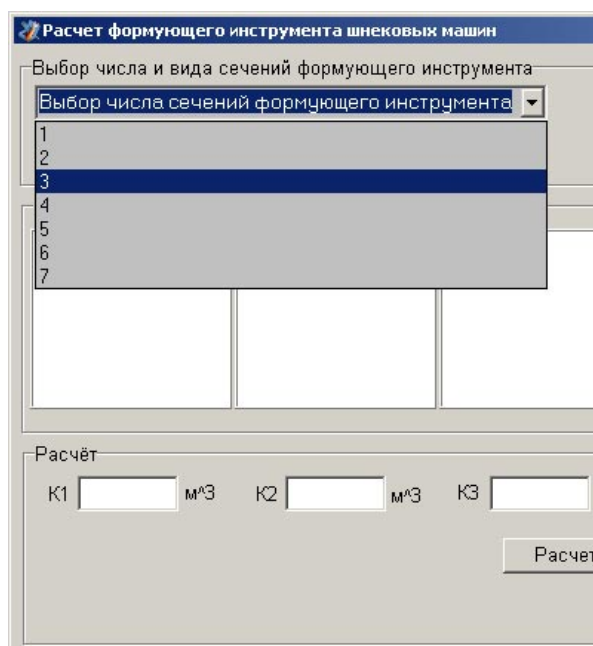 Расчет формующего инструмента шнековых машин
Выбор числа и вида сечений формующего инструмента
Выбор числа сечений формующего инструмента
1
2
3
4
5
6
7
Расчёт
К1 м^3 К2 м^3 К3
Расчет